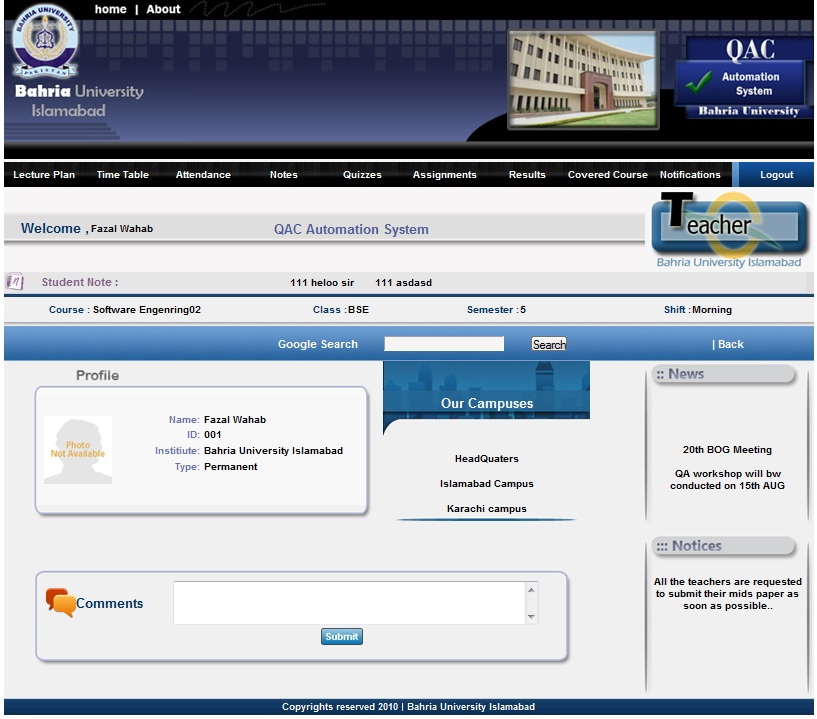 home | About
BAHRIA UNIVERSITY
PAKISTAN
Bahria University
Islamabad
QAC
Automation
System
Bahria University
Lecture Plan Time Table Attendance Notes Quizzes Assignments Results Covered Course Notifications Logout
Welcome , Fazal Wahab QAC Automation System
Teacher
Bahria University Islamabad
Student Note : 111 heloo sir 111 asdasd
Course : Software Engenring02 Class :BSE Semester :5 Shift :Morning
Google Search Search | Back
Profile
Photo
Not Available
Name: Fazal Wahab
ID: 001
Institiute: Bahria University Islamabad
Type: Permanent
Our Campuses
HeadQuaters
Islamabad Campus
Karachi campus
:: News
20th BOG Meeting
QA workshop will bw
conducted on 15th AUG
::: Notices
All the teachers are requested
to submit their mids paper as
soon as possible..
Comments
Submit
Copyrights reserved 2010 | Bahria University Islamabad